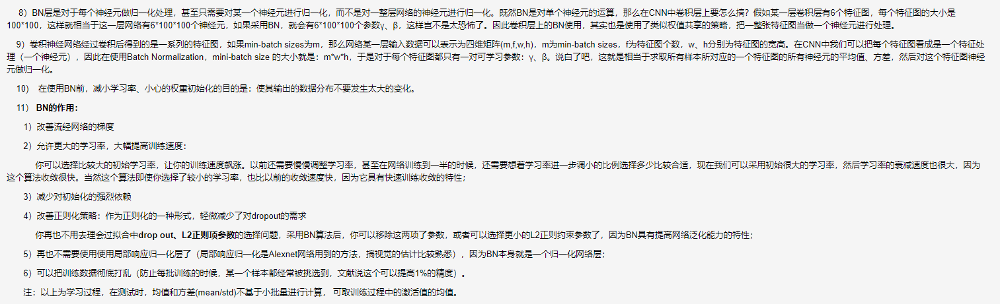 8）BN层是对于每个神经元做归一化处理，甚至只需要对某一个神经元进行归一化，而不是对一整层网络的神经元进行归一化。既然BN是对单个神经元的运算，那么在CNN中卷积层上要怎么搞？假如某一层卷积层有6个特征图，每个特征图的大小是
100*100，这样就相当于这一层网络有6*100*100个神经元，如果采用BN，就会有6*100*100个参数γ、β，这样岂不是太恐怖了。因此卷积层上的BN使用，其实也是使用了类似权值共享的策略，把一整张特征图当做一个神经元进行处理。
9）卷积神经网络经过卷积后得到的是一系列的特征图，如果min-batch sizes为m，那么网络某一层输入数据可以表示为四维矩阵(m,f,w,h)，m为min-batch sizes，f为特征图个数，w、h分别为特征图的宽高。在CNN中我们可以把每个特征图看成是一个特征处
理（一个神经元），因此在使用Batch Normalization，mini-batch size 的大小就是：m*w*h，于是对于每个特征图都只有一对可学习参数：γ、β。说白了吧，这就是相当于求取所有样本所对应的一个特征图的所有神经元的平均值、方差，然后对这个特征图神经
元做归一化。
10） 在使用BN前，减小学习率、小心的权重初始化的目的是：使其输出的数据分布不要发生太大的变化。
11） BN的作用：
1）改善流经网络的梯度
2）允许更大的学习率，大幅提高训练速度：
你可以选择比较大的初始学习率，让你的训练速度飙涨。以前还需要慢慢调整学习率，甚至在网络训练到一半的时候，还需要想着学习率进一步调小的比例选择多少比较合适，现在我们可以采用初始很大的学习率，然后学习率的衰减速度也很大，因为
这个算法收敛很快。当然这个算法即使你选择了较小的学习率，也比以前的收敛速度快，因为它具有快速训练收敛的特性；
3）减少对初始化的强烈依赖
4）改善正则化策略：作为正则化的一种形式，轻微减少了对dropout的需求
你再也不用去理会过拟合中drop out、L2正则项参数的选择问题，采用BN算法后，你可以移除这两项了参数，或者可以选择更小的L2正则约束参数了，因为BN具有提高网络泛化能力的特性；
5）再也不需要使用使用局部响应归一化层了（局部响应归一化是Alexnet网络用到的方法，搞视觉的估计比较熟悉），因为BN本身就是一个归一化网络层；
6）可以把训练数据彻底打乱（防止每批训练的时候，某一个样本都经常被挑选到，文献说这个可以提高1%的精度）。
注：以上为学习过程，在测试时，均值和方差(mean/std)不基于小批量进行计算， 可取训练过程中的激活值的均值。